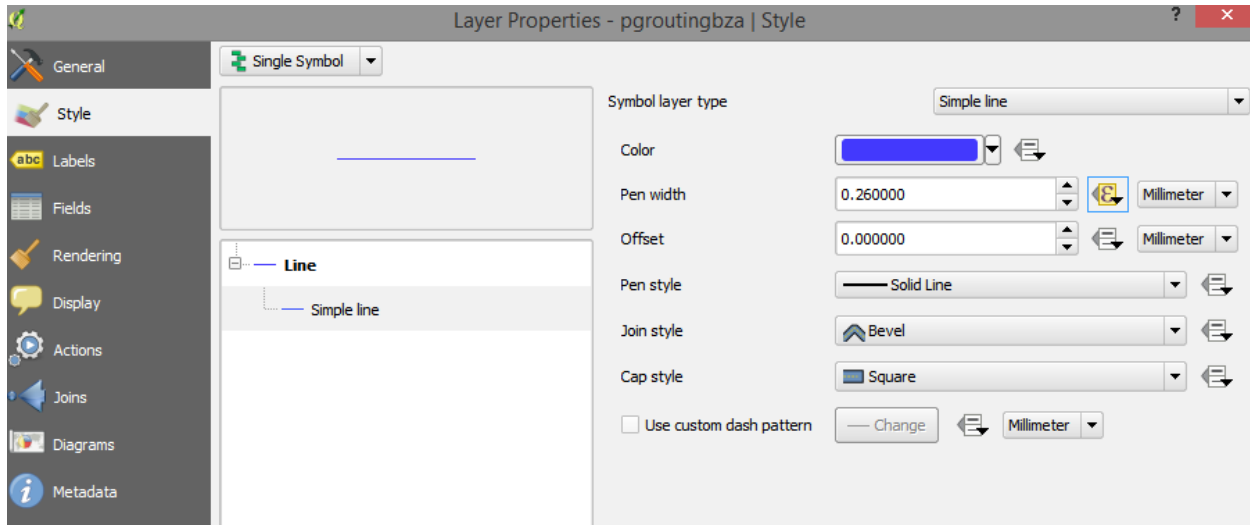 Layer Properties - pgroutingbza | Style
?
General
Style
abc Labels
Fields
Rendering
Display
Actions
Joins
Diagrams
i Metadata
Single Symbol
Line
Simple line
Symbol layer type Simple line
Color
Pen width 0.260000 ε Millimeter
Offset 0.000000 Millimeter
Pen style Solid Line
Join style Bevel
Cap style Square
Use custom dash pattern Change Millimeter